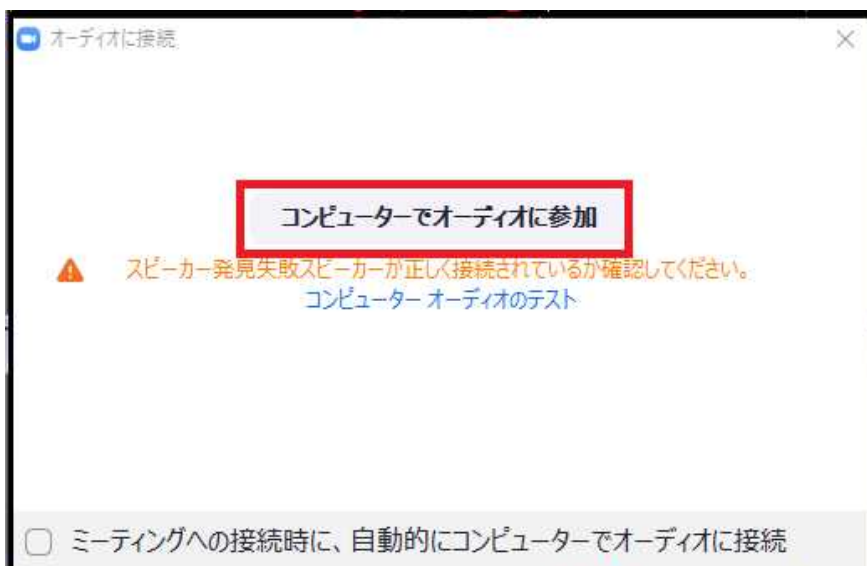 オーディオに接続
コンピューターでオーディオに参加
スピーカー発見失敗スピーカーが正しく接続されているか確認してください。
コンピューター オーディオのテスト
ミーティングへの接続時に、自動的にコンピューターでオーディオに接続